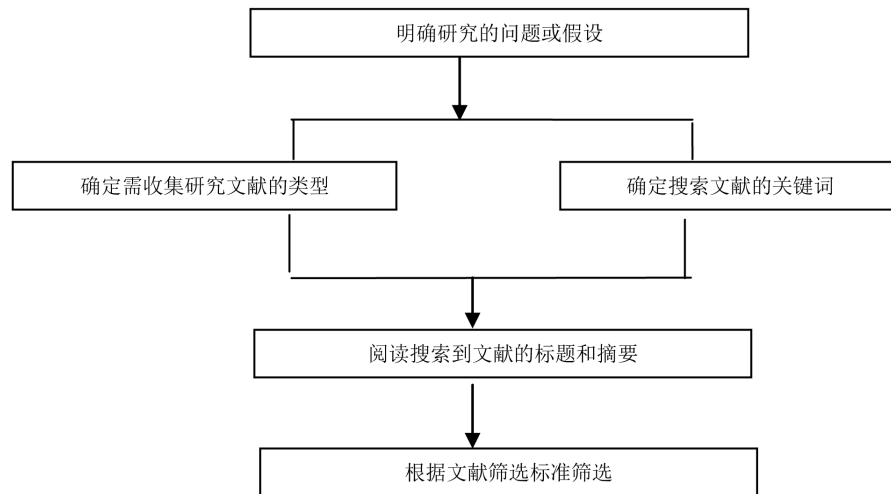 明确研究的问题或假设
确定需收集研究文献的类型
确定搜索文献的关键词
阅读搜索到文献的标题和摘要
根据文献筛选标准筛选